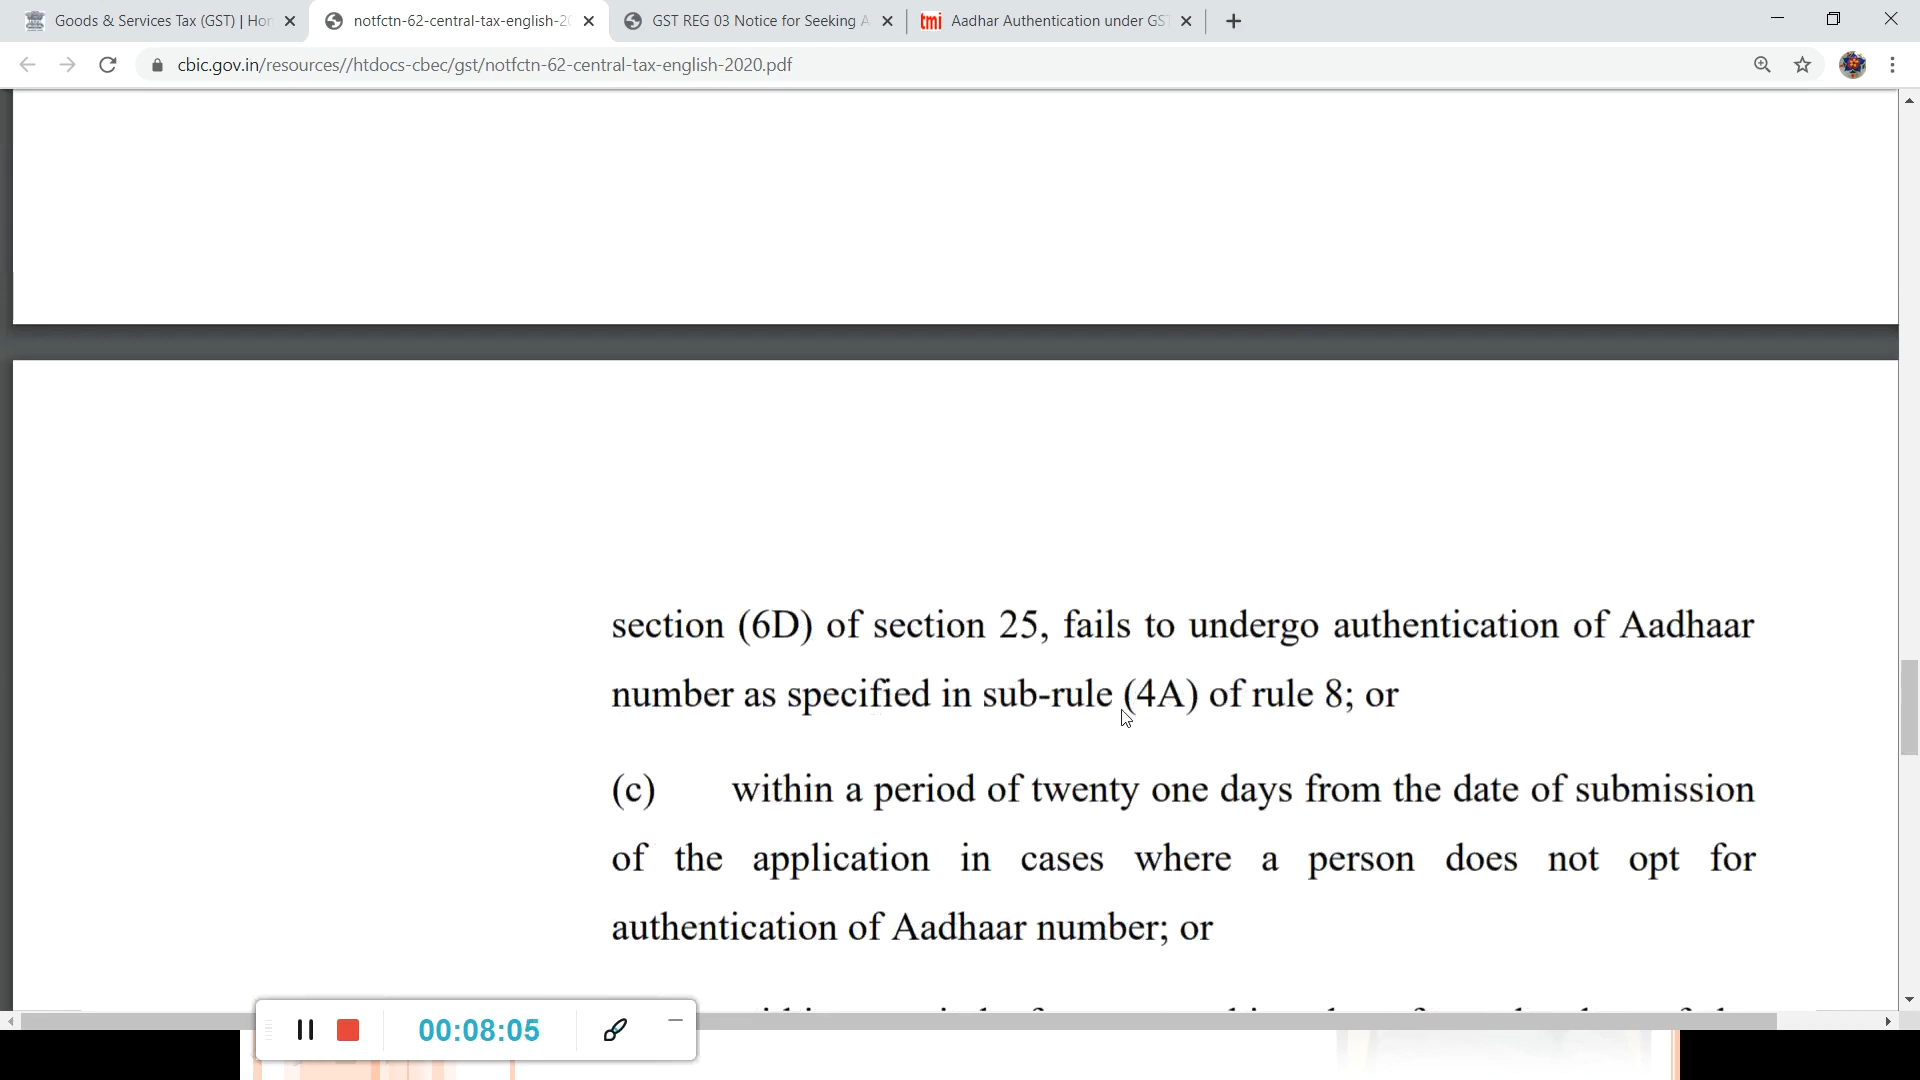 Goods & Services Tax (GST) | Hor
notfctn-62-central-tax-english-20
GST REG 03 Notice for Seeking A
tmi Aadhar Authentication under GST
cbic.gov.in/resources//htdocs-cbec/gst/notfctn-62-central-tax-english-2020.pdf
section (6D) of section 25, fails to undergo authentication of Aadhaar
number as specified in sub-rule (4A) of rule 8; or
(c) within a period of twenty one days from the date of submission
of the application in cases where a person does not opt for
authentication of Aadhaar number; or
00:08:05